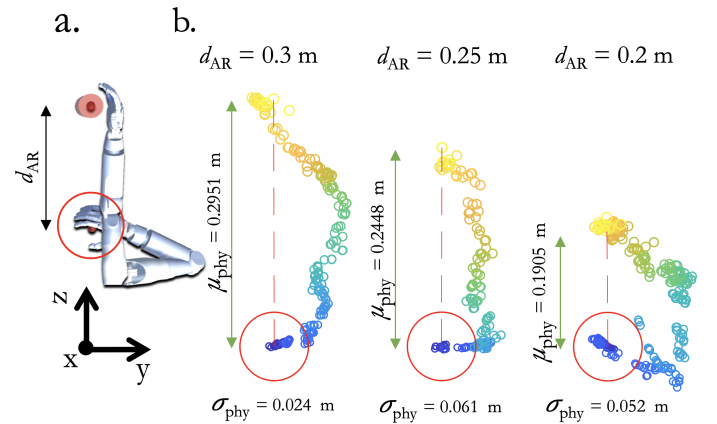 a.
b.
d_AR = 0.3 m
d_AR = 0.25 m
d_AR = 0.2 m
d_AR
μ_phy = 0.2951 m
μ_phy = 0.2448 m
μ_phy = 0.1905 m
z
x
y
σ_phy = 0.024 m
σ_phy = 0.061 m
σ_phy = 0.052 m